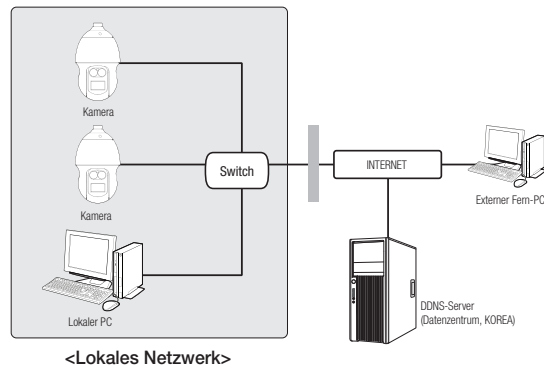 Kamera
Kamera
Switch
INTERNET
Externer Fern-PC
Lokaler PC
DDNS-Server
(Datenzentrum, KOREA)
<Lokales Netzwerk>